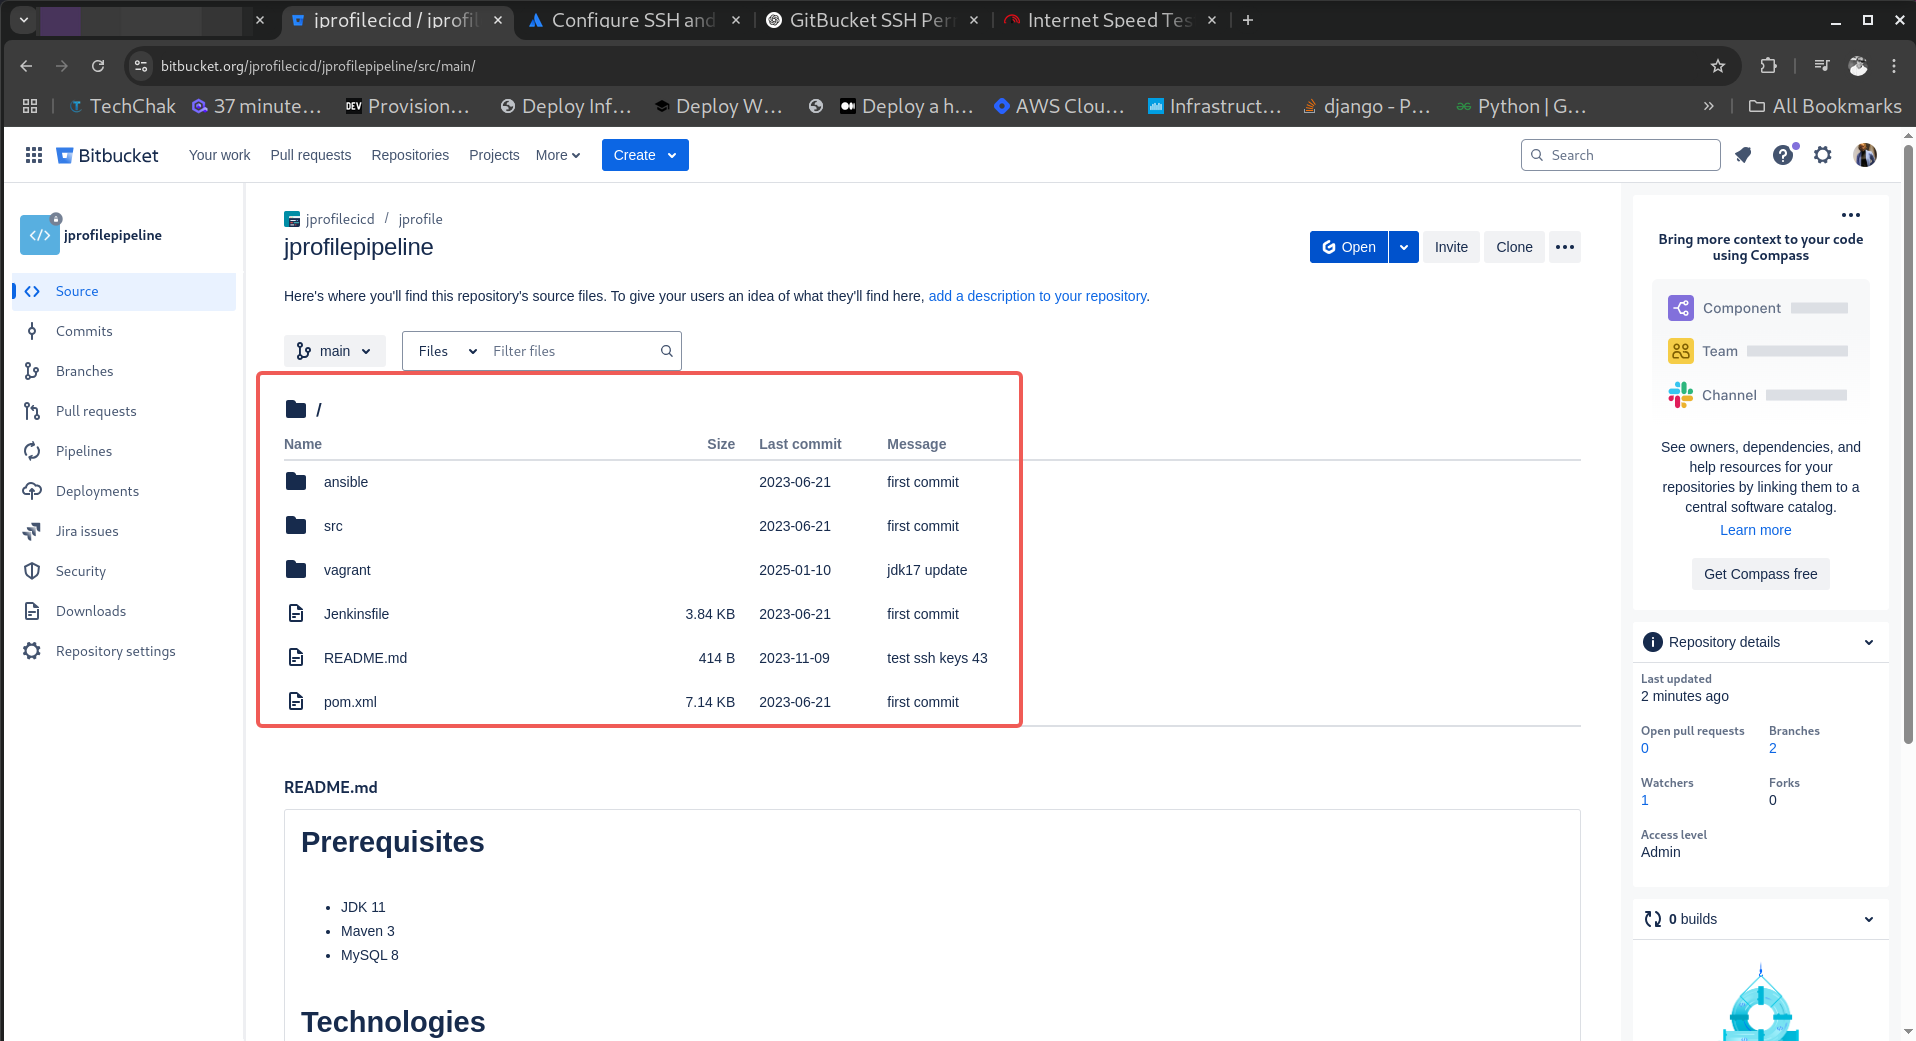 jprofilecicd / jprofil
Configure SSH and
GitBucket SSH Per
Internet Speed Tes
bitbucket.org/jprofilecicd/jprofilepipeline/src/main/
TechChak
37 minute...
DEV Provision...
Deploy Inf...
Deploy W...
Deploy a h...
AWS Clou...
Infrastruct...
django - P...
Python | G...
» All Bookmarks
Bitbucket
Your work
Pull requests
Repositories
Projects
More
Create
Search
jprofilepipeline
Source
Commits
Branches
Pull requests
Pipelines
Deployments
Jira issues
Security
Downloads
Repository settings
jprofilecicd / jprofile
jprofilepipeline
Open
Invite
Clone
Here's where you'll find this repository's source files. To give your users an idea of what they'll find here, add a description to your repository.
main
Files
Filter files
/
Name Size Last commit Message
ansible 2023-06-21 first commit
src 2023-06-21 first commit
vagrant 2025-01-10 jdk17 update
Jenkinsfile 3.84 KB 2023-06-21 first commit
README.md 414 B 2023-11-09 test ssh keys 43
pom.xml 7.14 KB 2023-06-21 first commit
README.md
Prerequisites
• JDK 11
• Maven 3
• MySQL 8
Technologies
Bring more context to your code
using Compass
Component
Team
Channel
See owners, dependencies, and
help resources for your
repositories by linking them to a
central software catalog.
Learn more
Get Compass free
Repository details
Last updated
2 minutes ago
Open pull requests Branches
0 2
Watchers Forks
1 0
Access level
Admin
0 builds